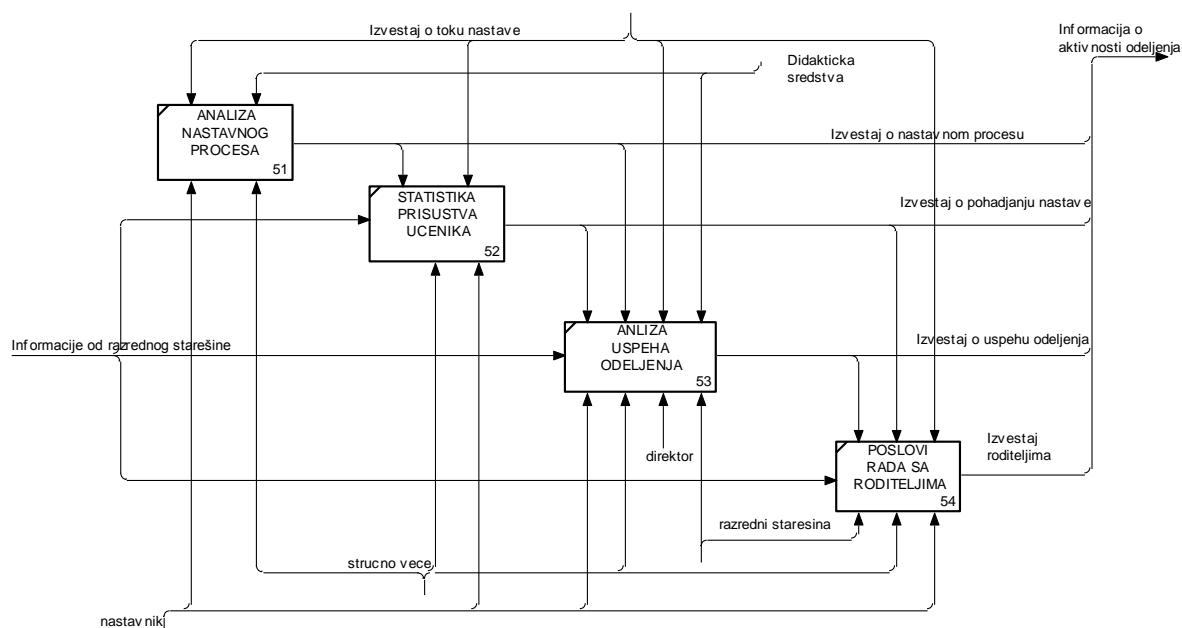 Izvestaj o toku nastave
Informacija o
aktivnosti odeljenja
Didakticka
sredstva
ANALIZA
NASTAVNOG
PROCESA
51
Izvestaj o nastavnom procesu
STATISTIKA
PRISUSTVA
UCENIKA
52
Izvestaj o pohadjanju nastave
Informacije od razrednog starešine
ANLIZA
USPEHA
ODELJENJA
53
Izvestaj o uspehu odeljenja
direktor
POSLOVI
RADA SA
RODITELJIMA
54
Izvestaj
roditeljima
razredni staresina
strucno vece
nastavnik